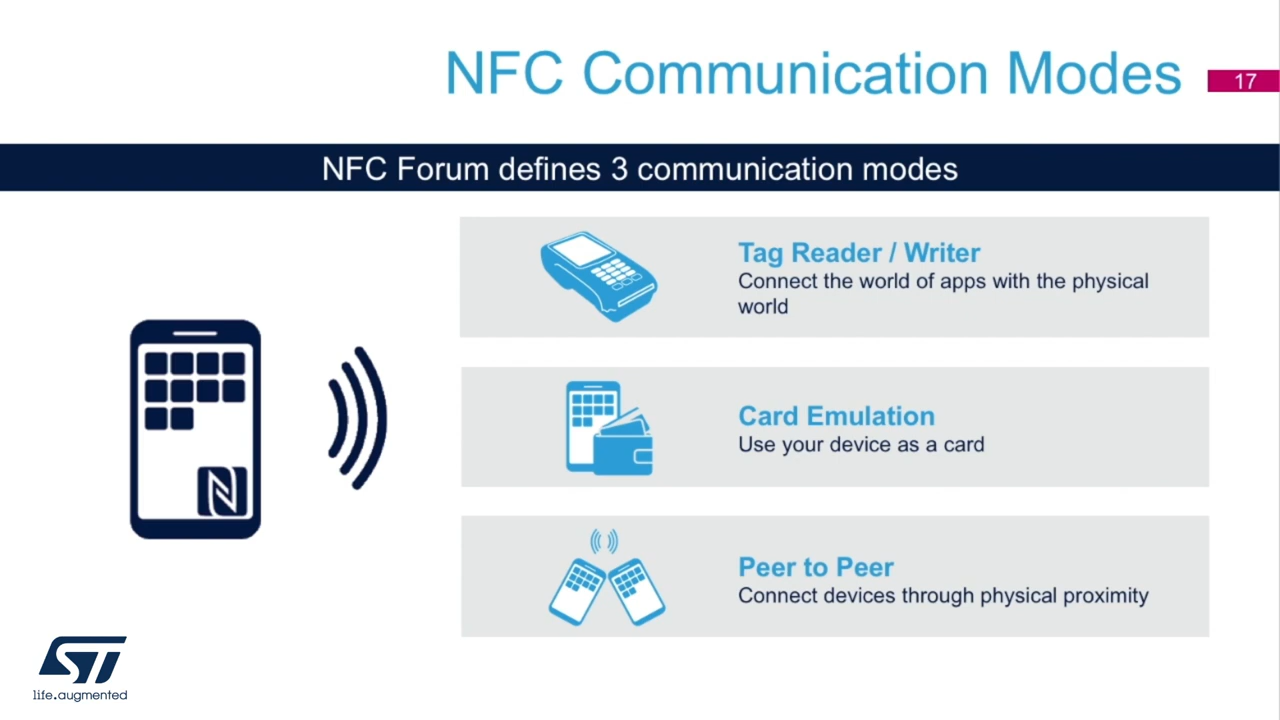 NFC Communication Modes
17
NFC Forum defines 3 communication modes
Tag Reader / Writer
Connect the world of apps with the physical
world
Card Emulation
Use your device as a card
Peer to Peer
Connect devices through physical proximity
ST
life.augmented